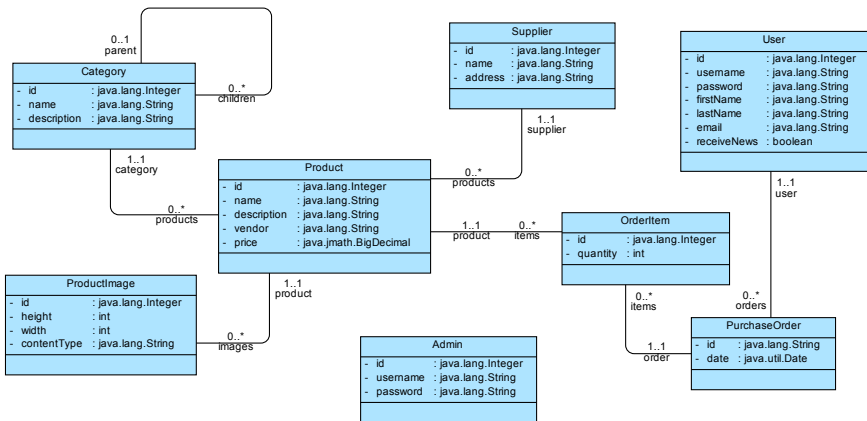 0..1
parent
Category
- id : java.lang.Integer
- name : java.lang.String
- description : java.lang.String
0..*
children
Supplier
- id : java.lang.Integer
- name : java.lang.String
- address : java.lang.String
User
- id : java.lang.Integer
- username : java.lang.String
- password : java.lang.String
- firstName : java.lang.String
- lastName : java.lang.String
- email : java.lang.String
- receiveNews : boolean
1..1
category
1..1
supplier
Product
- id : java.lang.Integer
- name : java.lang.String
- description : java.lang.String
- vendor : java.lang.String
- price : java.jmath.BigDecimal
0..*
products
0..*
products
1..1
user
1..1
product
0..*
items
OrderItem
- id : java.lang.Integer
- quantity : int
ProductImage
- id : java.lang.Integer
- height : int
- width : int
- contentType : java.lang.String
1..1
product
0..*
images
0..*
items
0..*
orders
1..1
order
PurchaseOrder
- id : java.lang.String
- date : java.util.Date
Admin
- id : java.lang.Integer
- username : java.lang.String
- password : java.lang.String